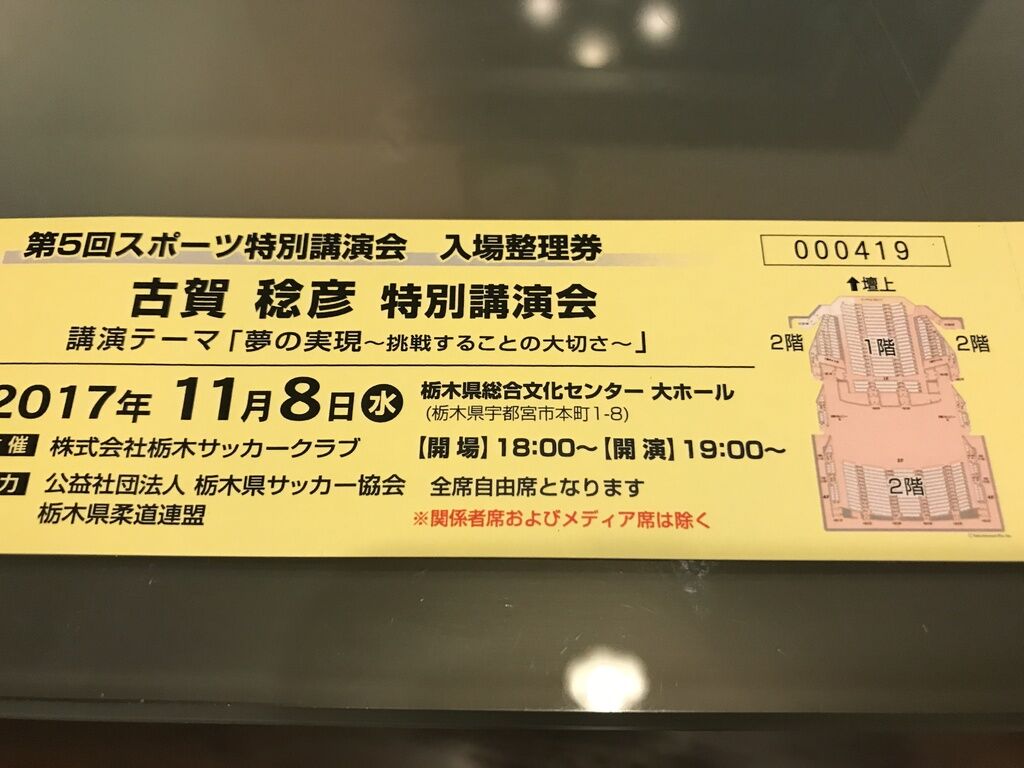 第5回スポーツ特別講演会 入場整理券
000419
古賀 稔彦 特別講演会
講演テーマ「夢の実現～挑戦することの大切さ～」
2017年 11月8日㊌
栃木県総合文化センター 大ホール
(栃木県宇都宮市本町1-8)
催 株式会社栃木サッカークラブ
【開 場】18:00～【開 演】19:00～
力 公益社団法人 栃木県サッカー協会
栃木県柔道連盟
全席自由席となります
※関係者席およびメディア席は除く
↑壇上
2階
1階
2階
2階